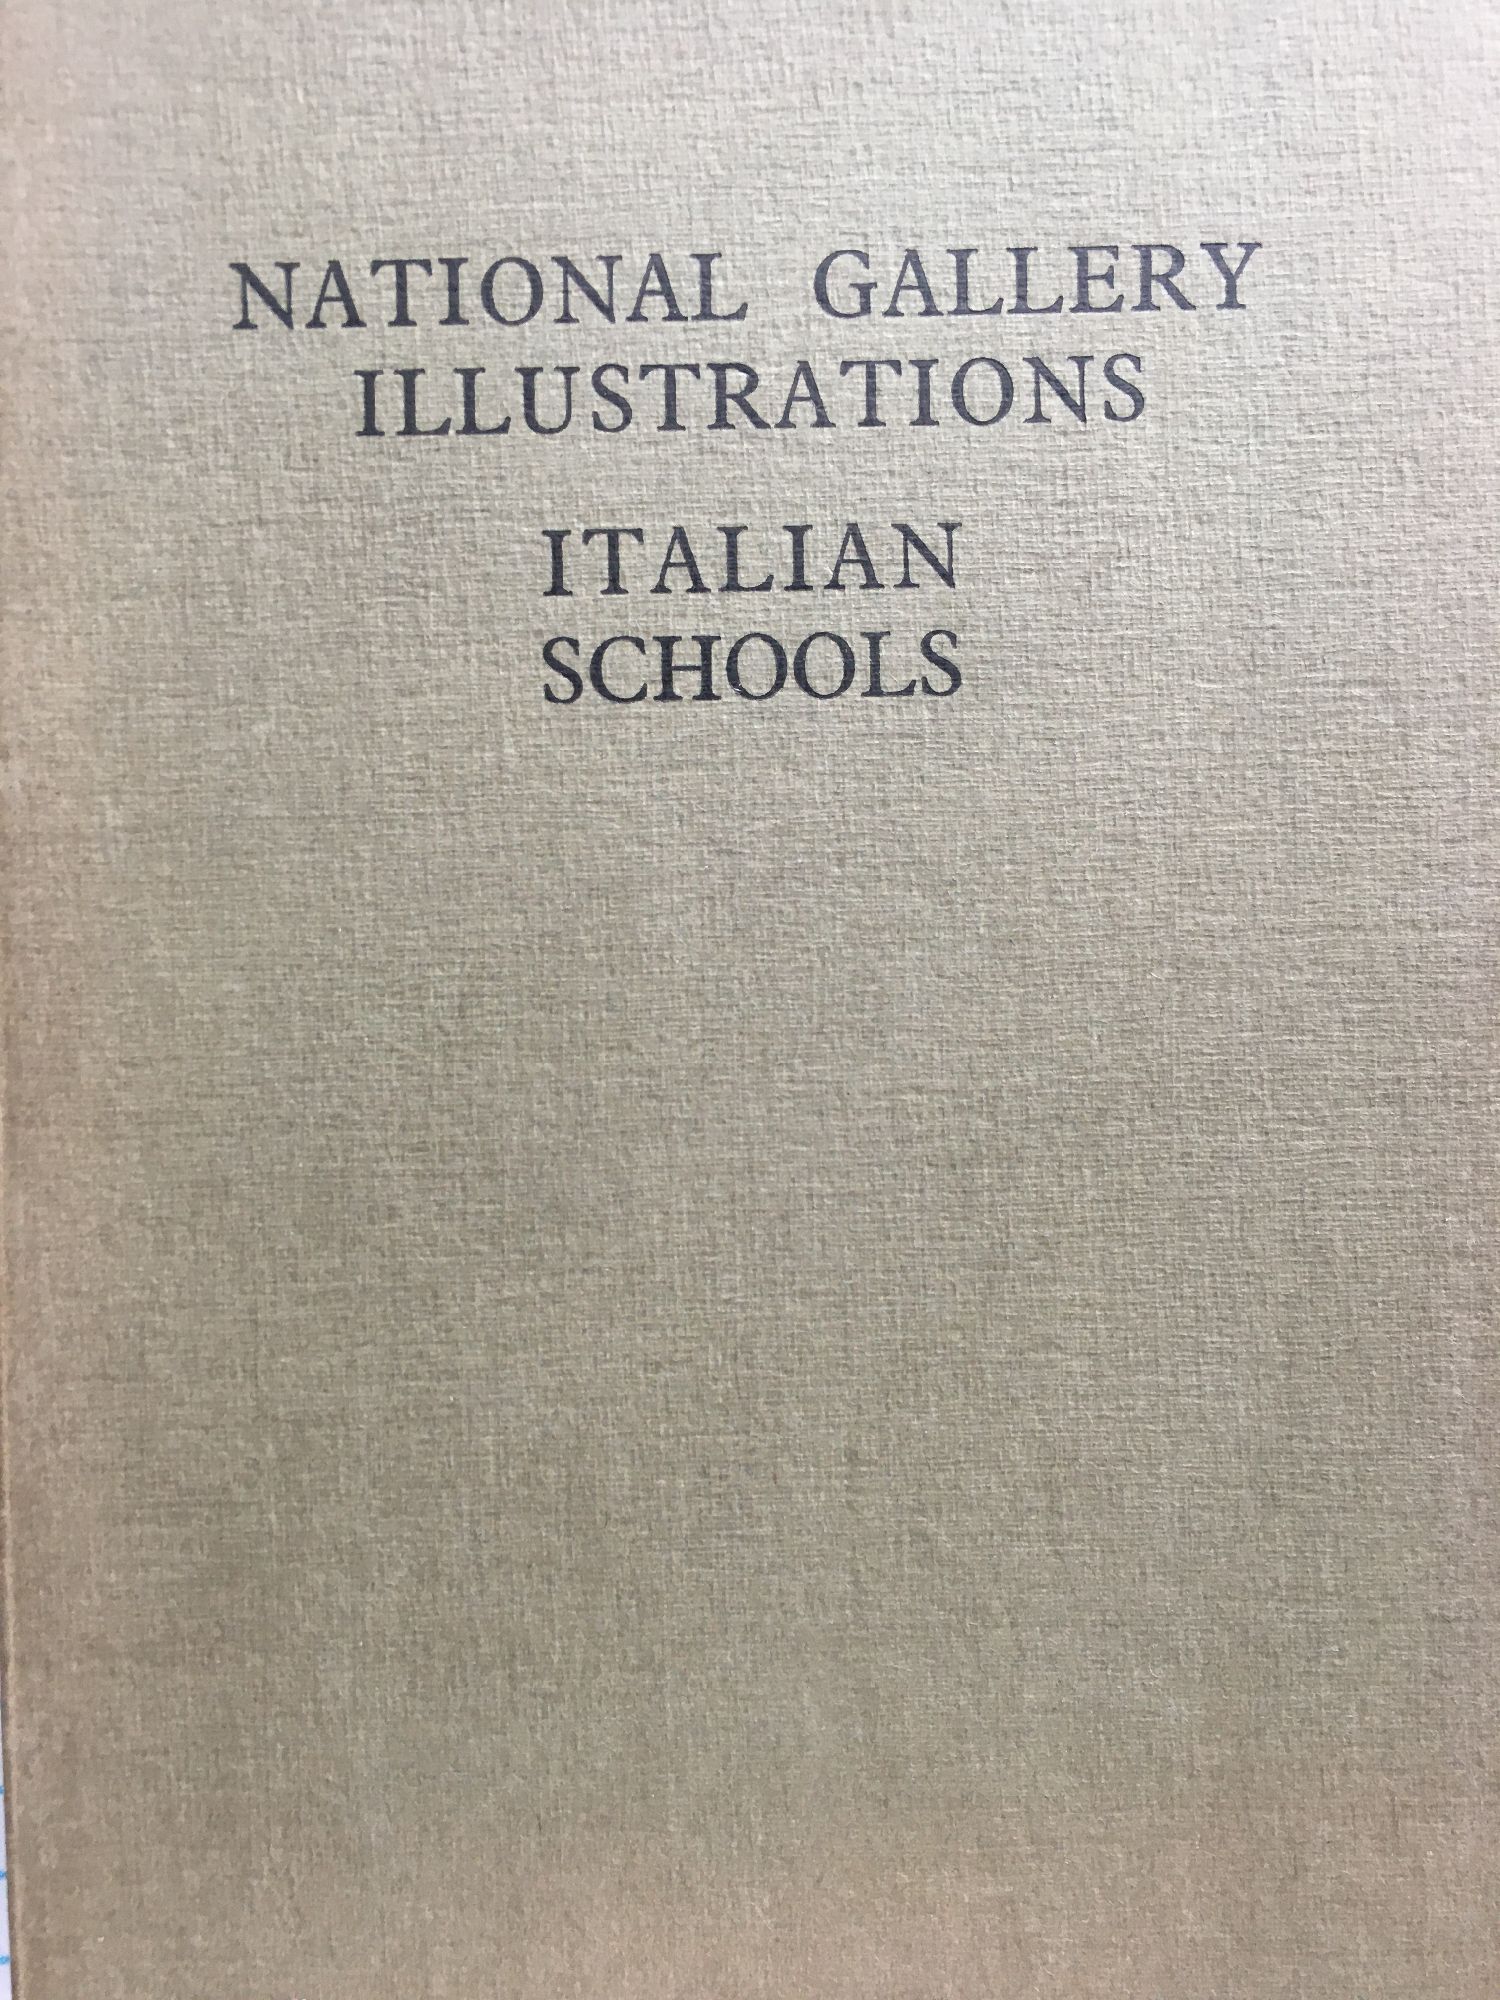 NATIONAL GALLERY
ILLUSTRATIONS
ITALIAN
SCHOOLS